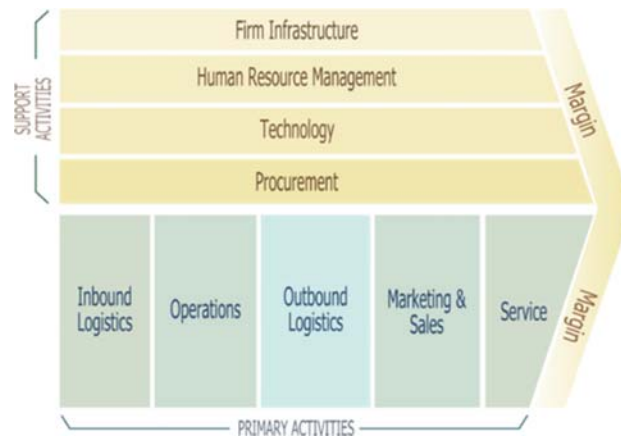 SUPPORT
ACTIVITIES
Firm Infrastructure
Human Resource Management
Technology
Procurement
Margin
Inbound
Logistics
Operations
Outbound
Logistics
Marketing &
Sales
Service
Margin
PRIMARY ACTIVITIES